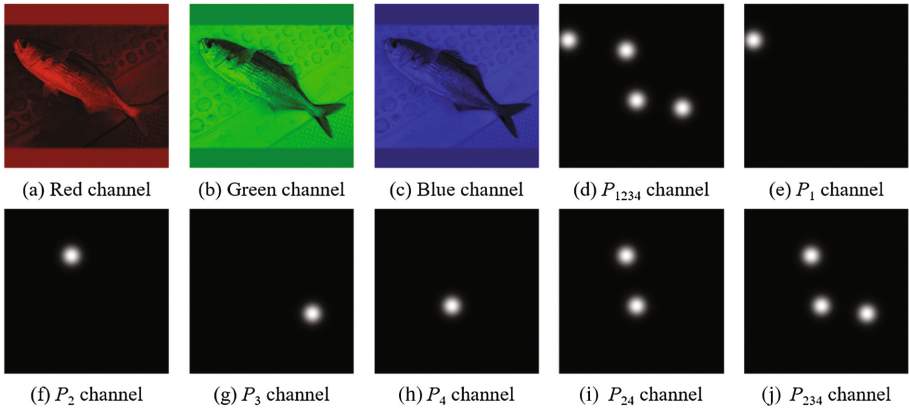 (a) Red channel
(b) Green channel
(c) Blue channel
(d) P1234 channel
(e) P1 channel
(f) P2 channel
(g) P3 channel
(h) P4 channel
(i) P24 channel
(j) P234 channel